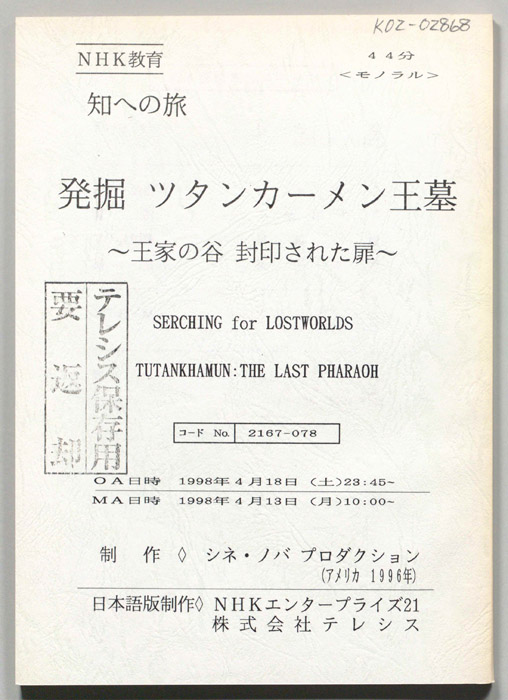 K02-02868
NHK教育
44分
<モノラル>
知への旅
発掘 ツタンカーメン王墓
~王家の谷 封印された扉~
テレシス保存用
要返却
SERCHING for LOSTWORLDS
TUTANKHAMUN:THE LAST PHARAOH
コード No. 2167-078
OA日時 1998年4月18日 (土)23:45~
MA日時 1998年4月13日 (月)10:00~
制 作◇ シネ・ノバ プロダクション
(アメリカ 1996年)
日本語版制作◇ NHKエンタープライズ21
株式会社テレシス